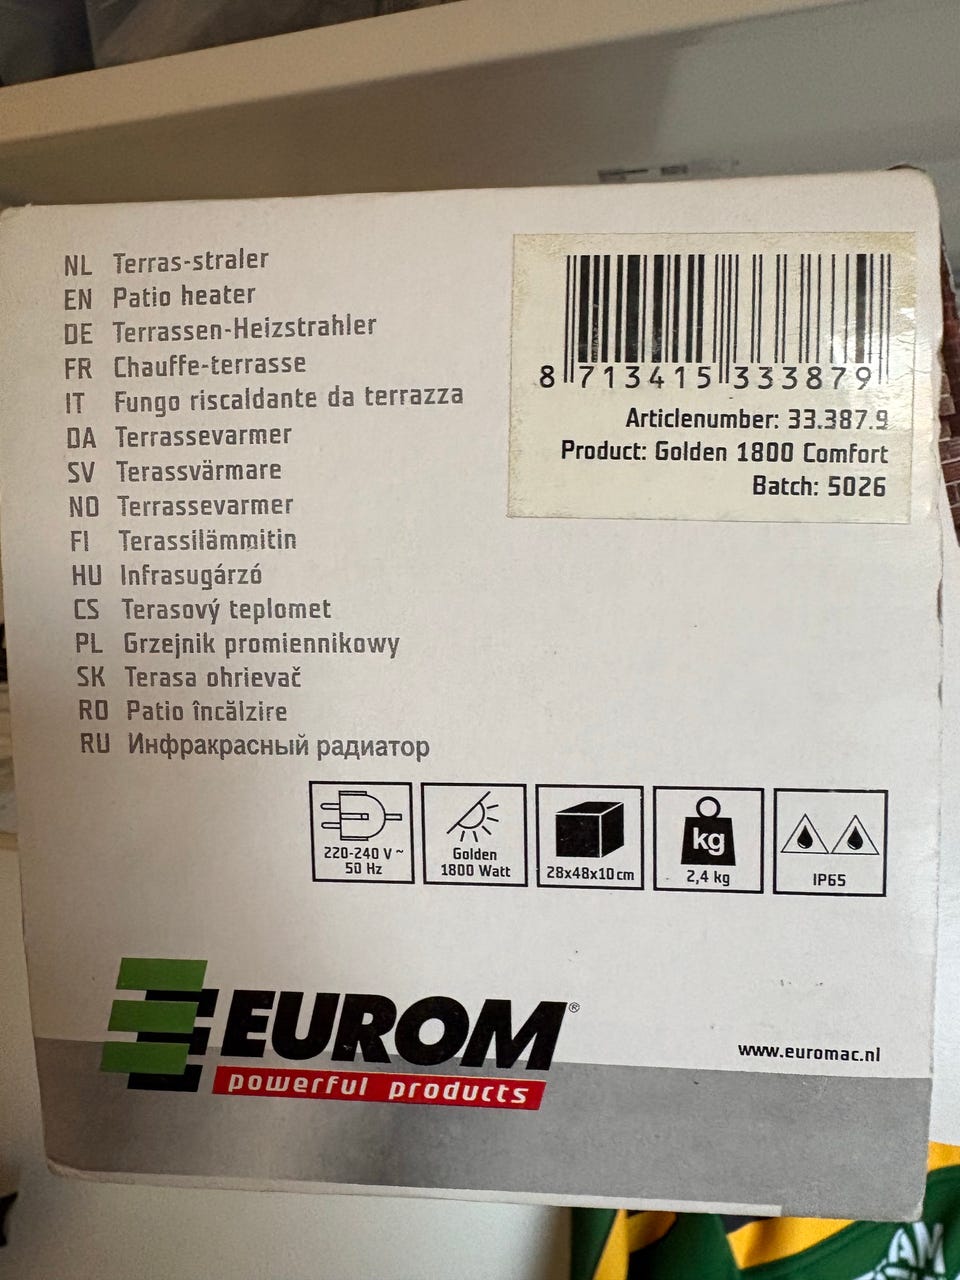 NL Terras-straler
EN Patio heater
DE Terrassen-Heizstrahler
FR Chauffe-terrasse
IT Fungo riscaldante da terrazza
DA Terrassevarmer
SV Terassvärmare
NO Terrassevarmer
FI Terassilämmitin
HU Infrasugárzó
CS Terasový teplomet
PL Grzejnik promiennikowy
SK Terasa ohrievač
RO Patio încălzire
RU Инфракрасный радиатор
8 713415 333879
Articlenumber: 33.387.9
Product: Golden 1800 Comfort
Batch: 5026
220-240 V ~
50 Hz
Golden
1800 Watt
28x48x10 cm
kg
2,4 kg
IP65
EUROM®
powerful products
www.euromac.nl
AM